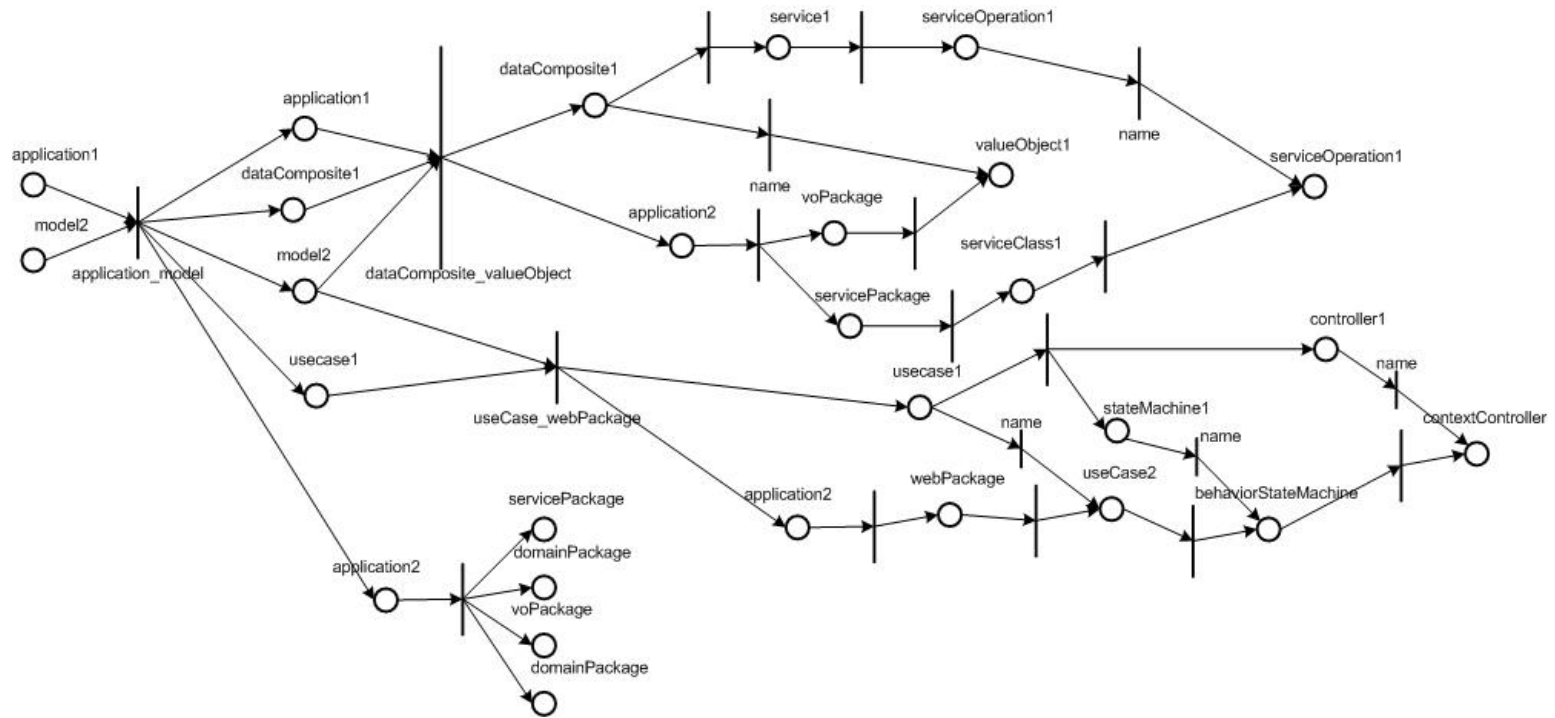 service1
serviceOperation1
dataComposite1
application1
name
valueObject1
serviceOperation1
application1
dataComposite1
name
voPackage
application2
model2
serviceClass1
model2
application_model
dataComposite_valueObject
servicePackage
controller1
usecase1
usecase1
name
stateMachine1
contextController
useCase_webPackage
name
name
useCase2
webPackage
application2
behaviorStateMachine
servicePackage
domainPackage
application2
voPackage
domainPackage